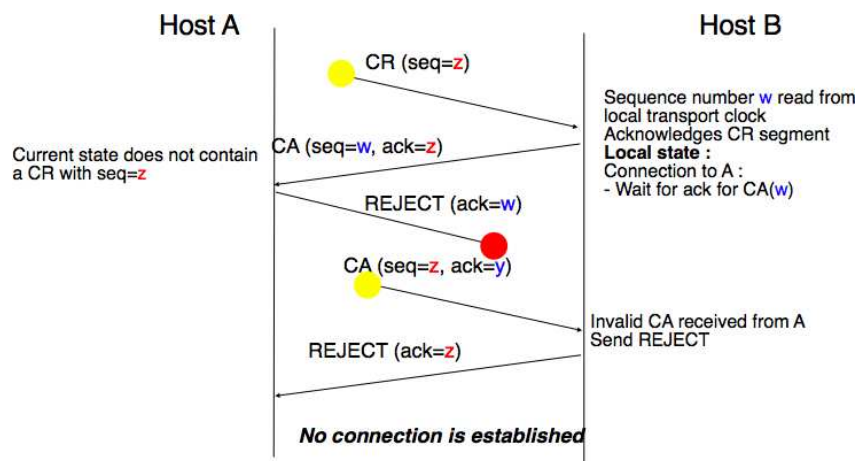 Host A
Host B
CR (seq=z)
Sequence number w read from
local transport clock
Acknowledges CR segment
Local state :
Connection to A :
- Wait for ack for CA(w)
CA (seq=w, ack=z)
Current state does not contain
a CR with seq=z
REJECT (ack=w)
CA (seq=z, ack=y)
Invalid CA received from A
Send REJECT
REJECT (ack=z)
No connection is established